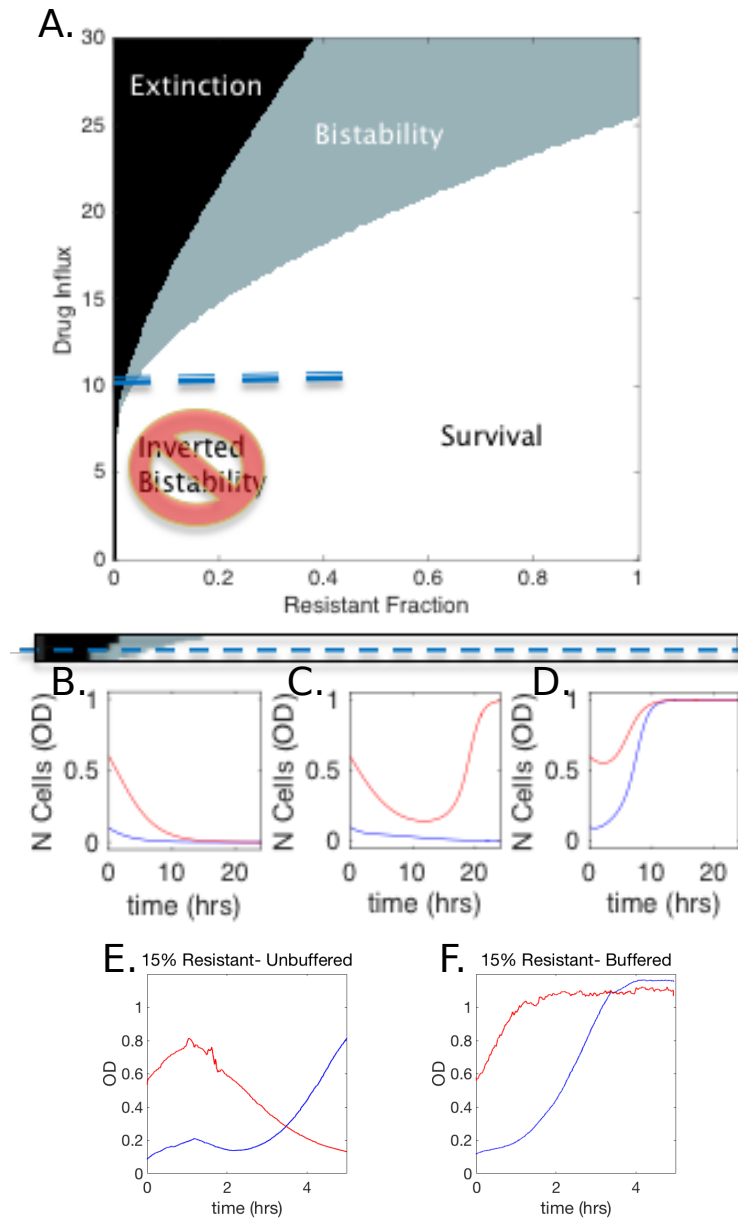 A.
30
Extinction
Bistability
25
20
15
10
5
0
Drug Influx
Survival
Inverted
Bistability
0 0.2 0.4 0.6 0.8 1
Resistant Fraction
B. C. D.
1
0.5
0
N Cells (OD)
0 10 20
time (hrs)
1
0.5
0
N Cells (OD)
0 10 20
time (hrs)
1
0.5
0
N Cells (OD)
0 10 20
time (hrs)
E. 15% Resistant- Unbuffered
1
0.8
0.6
0.4
0.2
0
OD
0 2 4
time (hrs)
F. 15% Resistant- Buffered
1
0.8
0.6
0.4
0.2
0
OD
0 2 4
time (hrs)